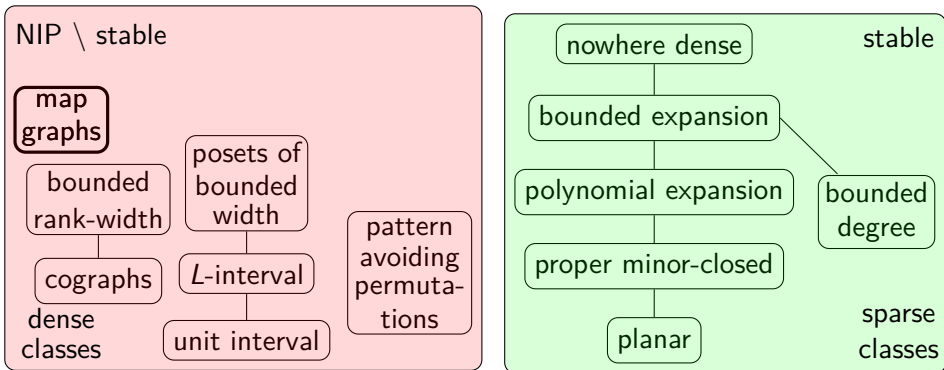 NIP \ stable
map
graphs
bounded
rank-width
cographs
dense
classes
posets of
bounded
width
L-interval
unit interval
pattern
avoiding
permuta-
tions
stable
nowhere dense
bounded expansion
polynomial expansion
bounded
degree
proper minor-closed
planar
sparse
classes